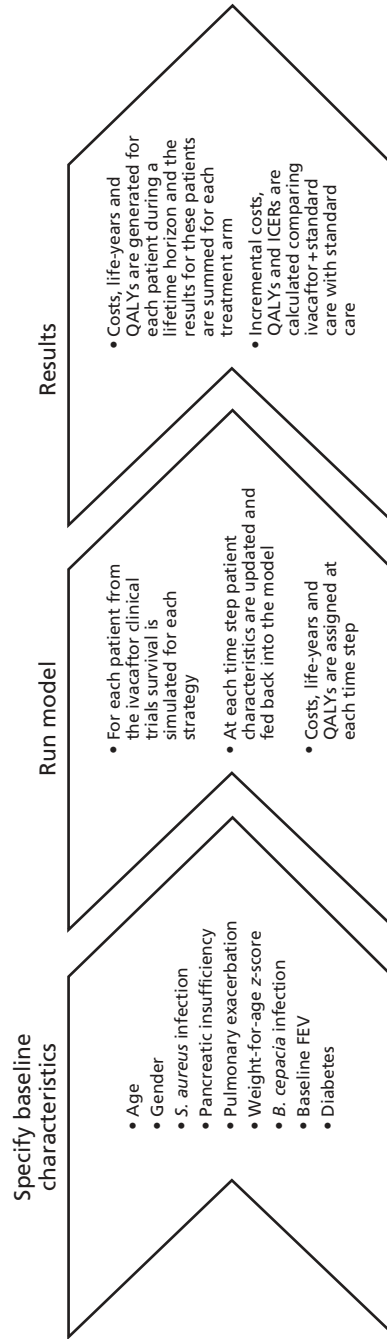 Specify baseline
characteristics
• Age
• Gender
• S. aureus infection
• Pancreatic insufficiency
• Pulmonary exacerbation
• Weight-for-age z-score
• B. cepacia infection
• Baseline FEV
• Diabetes
Run model
• For each patient from
the ivacaftor clinical
trials survival is
simulated for each
strategy
• At each time step patient
characteristics are updated and
fed back into the model
• Costs, life-years and
QALYs are assigned at
each time step
Results
• Costs, life-years and
QALYs are generated for
each patient during a
lifetime horizon and the
results for these patients
are summed for each
treatment arm
• Incremental costs,
QALYs and ICERs are
calculated comparing
ivacaftor+standard
care with standard
care